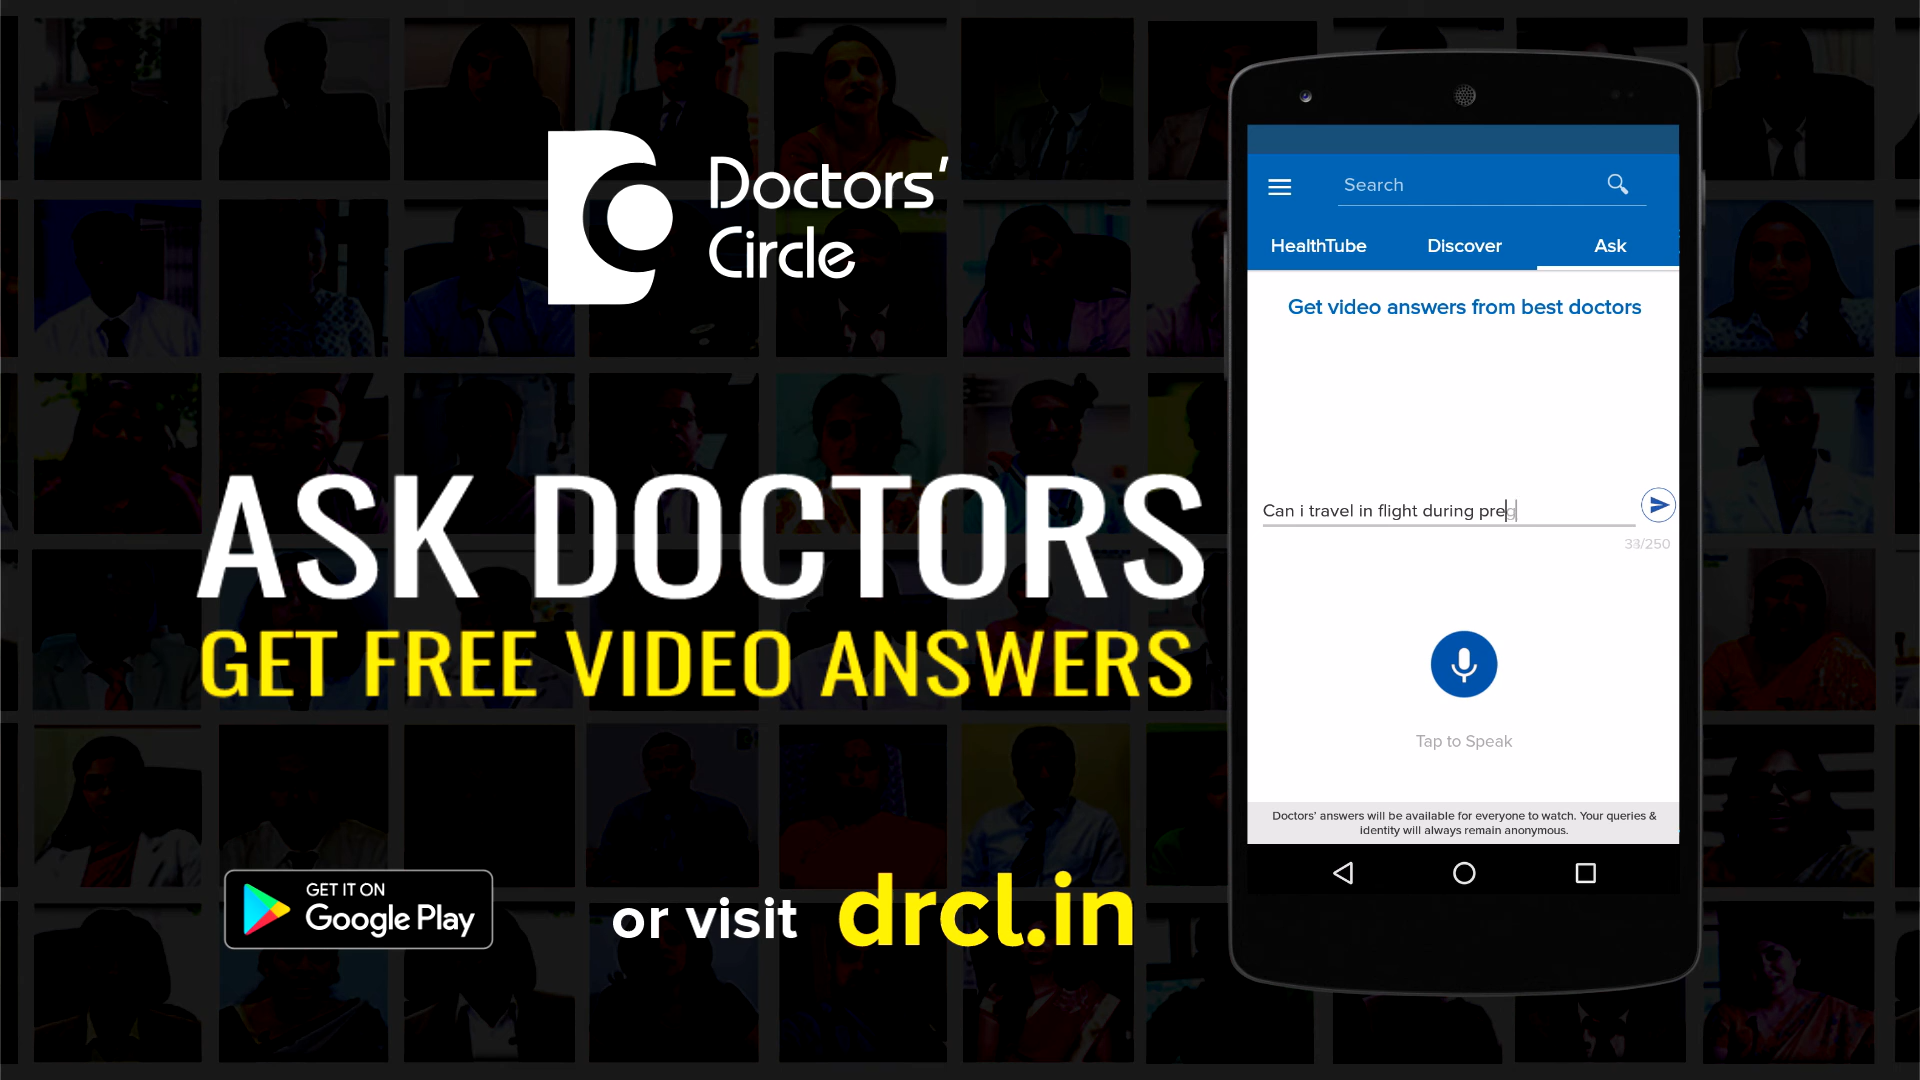 Doctors'
Circle
ASK DOCTORS
GET FREE VIDEO ANSWERS
GET IT ON
Google Play
or visit drcl.in
Search
HealthTube Discover Ask
Get video answers from best doctors
Can i travel in flight during preg
/250
Tap to Speak
Doctors' answers will be available for everyone to watch. Your queries &
identity will always remain anonymous.